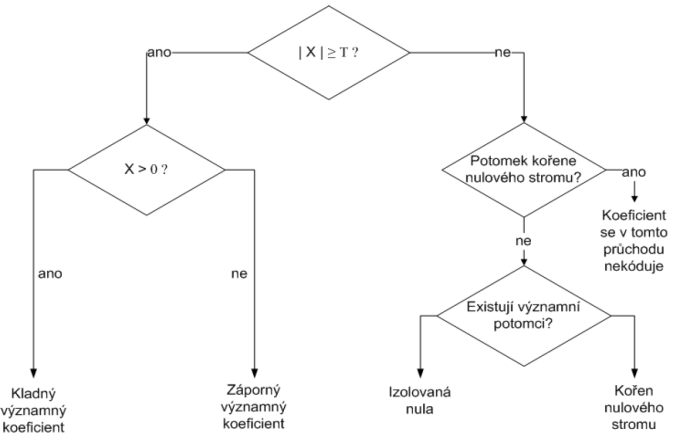 | X | ≥ T ?
ano
ne
X > 0 ?
Potomek kořene
nulového stromu?
ano
Koeficient
se v tomto
průchodu
nekóduje
ne
ano
ne
Existují významní
potomci?
Kladný
významný
koeficient
Záporný
významný
koeficient
Izolovaná
nula
Kořen
nulového
stromu